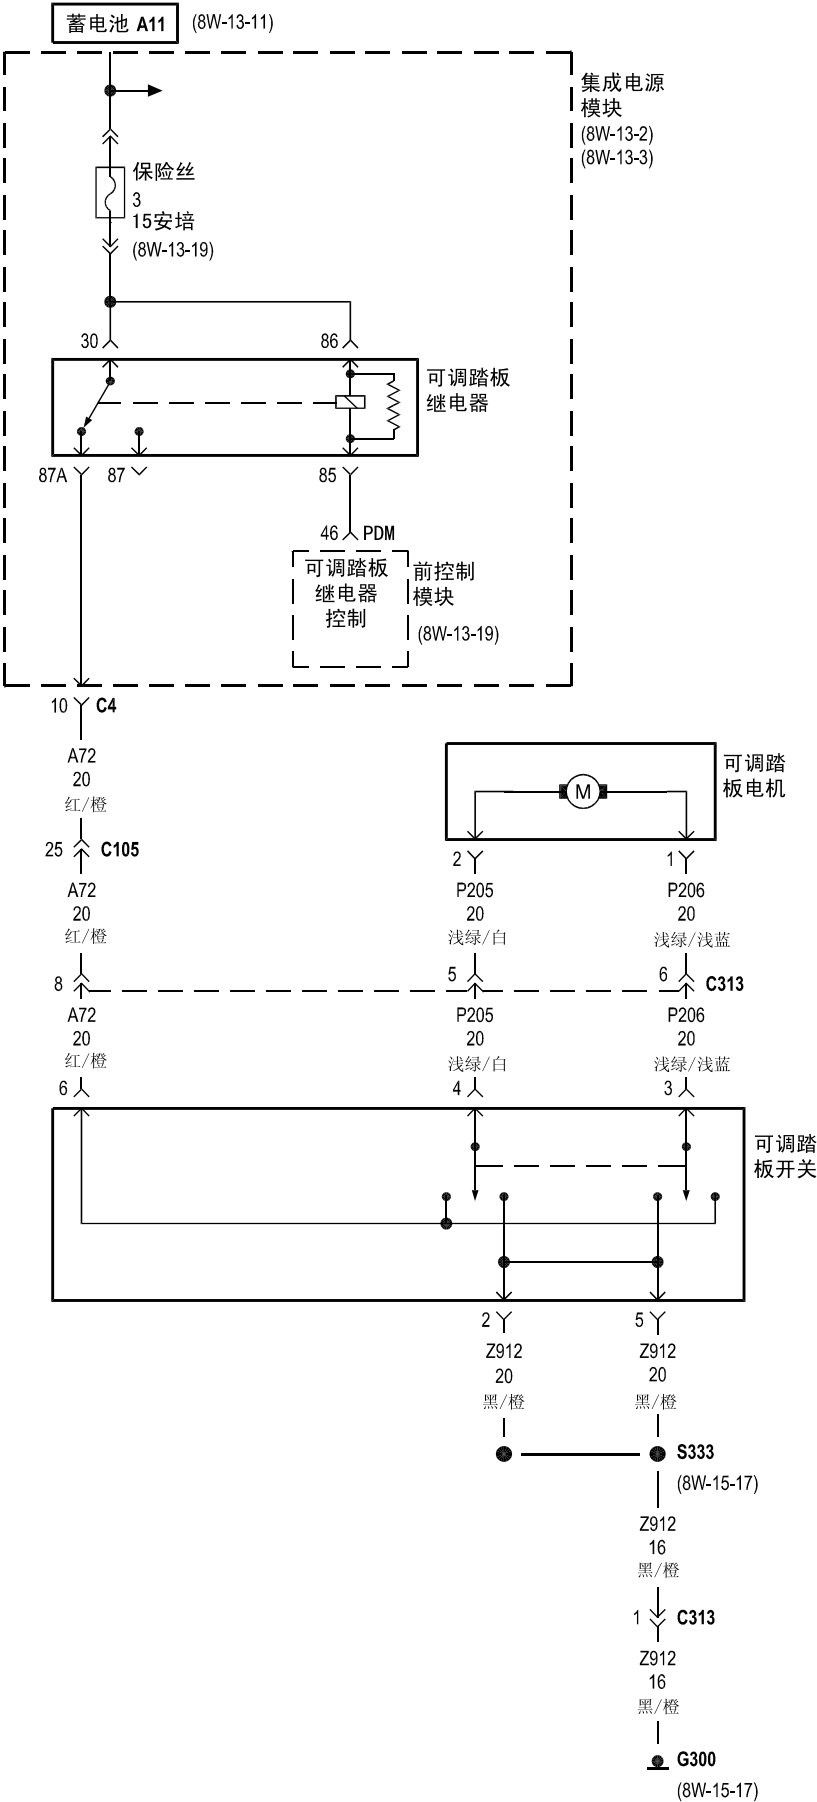 蓄电池 A11 (8W-13-11)
集成电源
模块
(8W-13-2)
(8W-13-3)
保险丝
3
15安培
(8W-13-19)
30
86
可调踏板
继电器
87A
87
85
46
PDM
可调踏板
继电器
控制
前控制
模块
(8W-13-19)
10
C4
A72
20
红/橙
可调踏
板电机
M
25
C105
2
1
A72
20
红/橙
P205
20
浅绿/白
P206
20
浅绿/浅蓝
8
5
6
C313
A72
20
红/橙
P205
20
浅绿/白
P206
20
浅绿/浅蓝
6
4
3
可调踏
板开关
2
5
Z912
20
黑/橙
Z912
20
黑/橙
S333
(8W-15-17)
Z912
16
黑/橙
1
C313
Z912
16
黑/橙
G300
(8W-15-17)